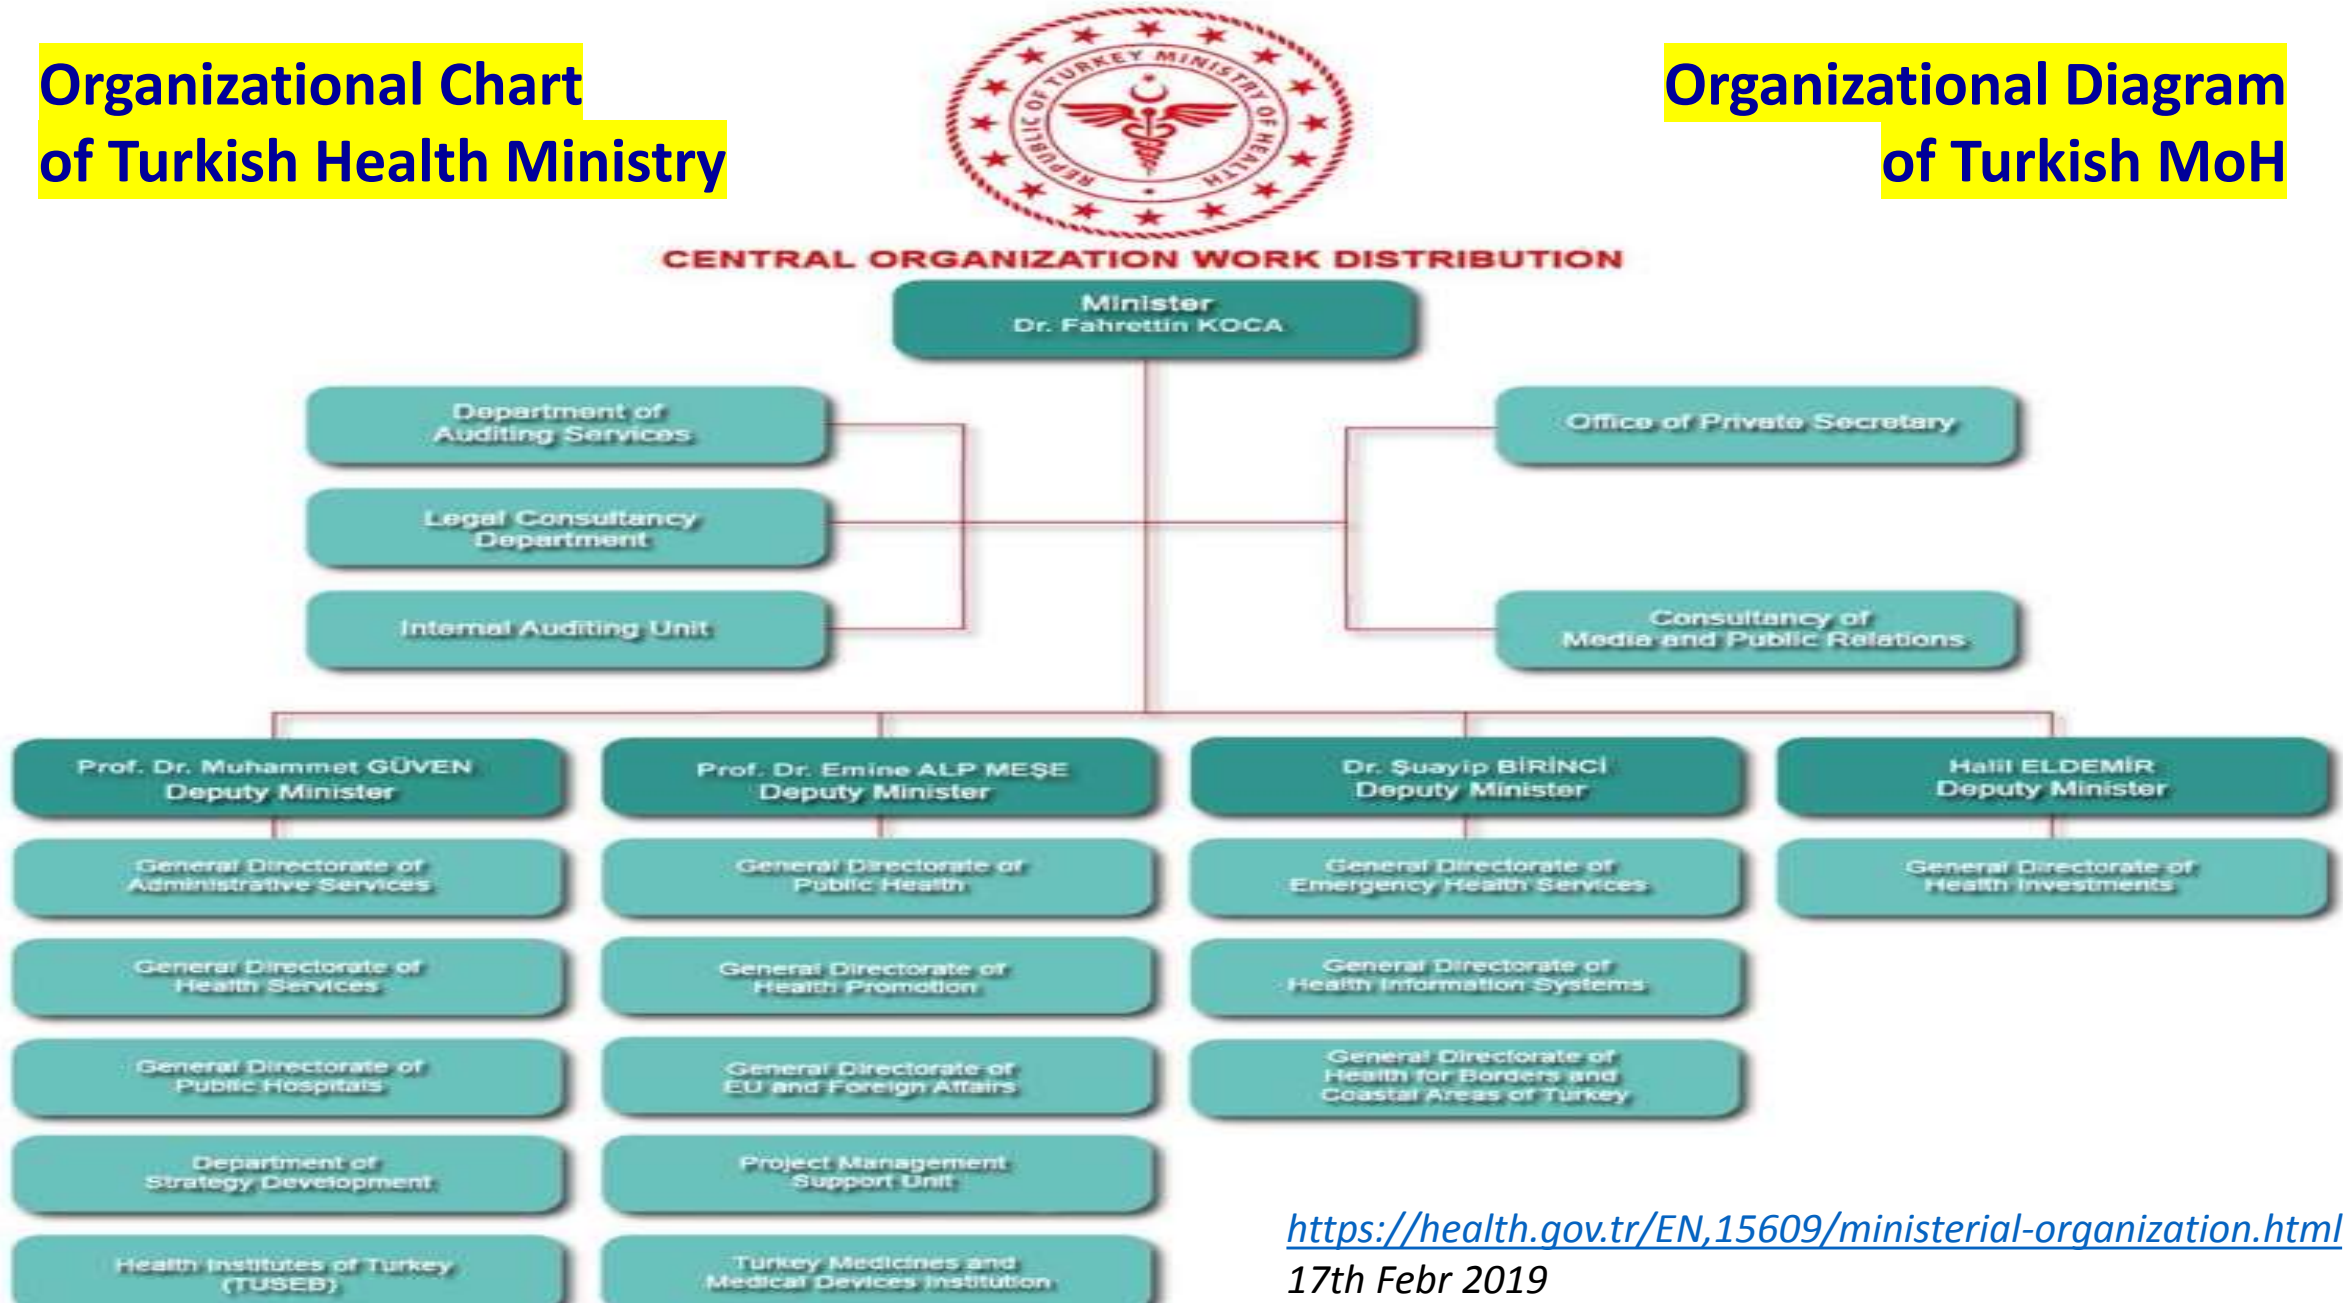 Organizational Chart
of Turkish Health Ministry
REPUBLIC OF TURKEY MINISTRY OF HEALTH
Organizational Diagram
of Turkish MoH
CENTRAL ORGANIZATION WORK DISTRIBUTION
Minister
Dr. Fahrettin KOCA
Department of
Auditing Services
Office of Private Secretary
Legal Consultancy
Department
Internal Auditing Unit
Consultancy of
Media and Public Relations
Prof. Dr. Muhammet GÜVEN
Deputy Minister
Prof. Dr. Emine ALP MEŞE
Deputy Minister
Dr. Şuayip BİRİNCİ
Deputy Minister
Halil ELDEMİR
Deputy Minister
General Directorate of
Administrative Services
General Directorate of
Public Health
General Directorate of
Emergency Health Services
General Directorate of
Health Investments
General Directorate of
Health Services
General Directorate of
Health Promotion
General Directorate of
Health Information Systems
General Directorate of
Public Hospitals
General Directorate of
EU and Foreign Affairs
General Directorate of
Health for Borders and
Coastal Areas of Turkey
Department of
Strategy Development
Project Management
Support Unit
Health Institutes of Turkey
(TUSEB)
Turkey Medicines and
Medical Devices Institution
https://health.gov.tr/EN,15609/ministerial-organization.html
17th Febr 2019